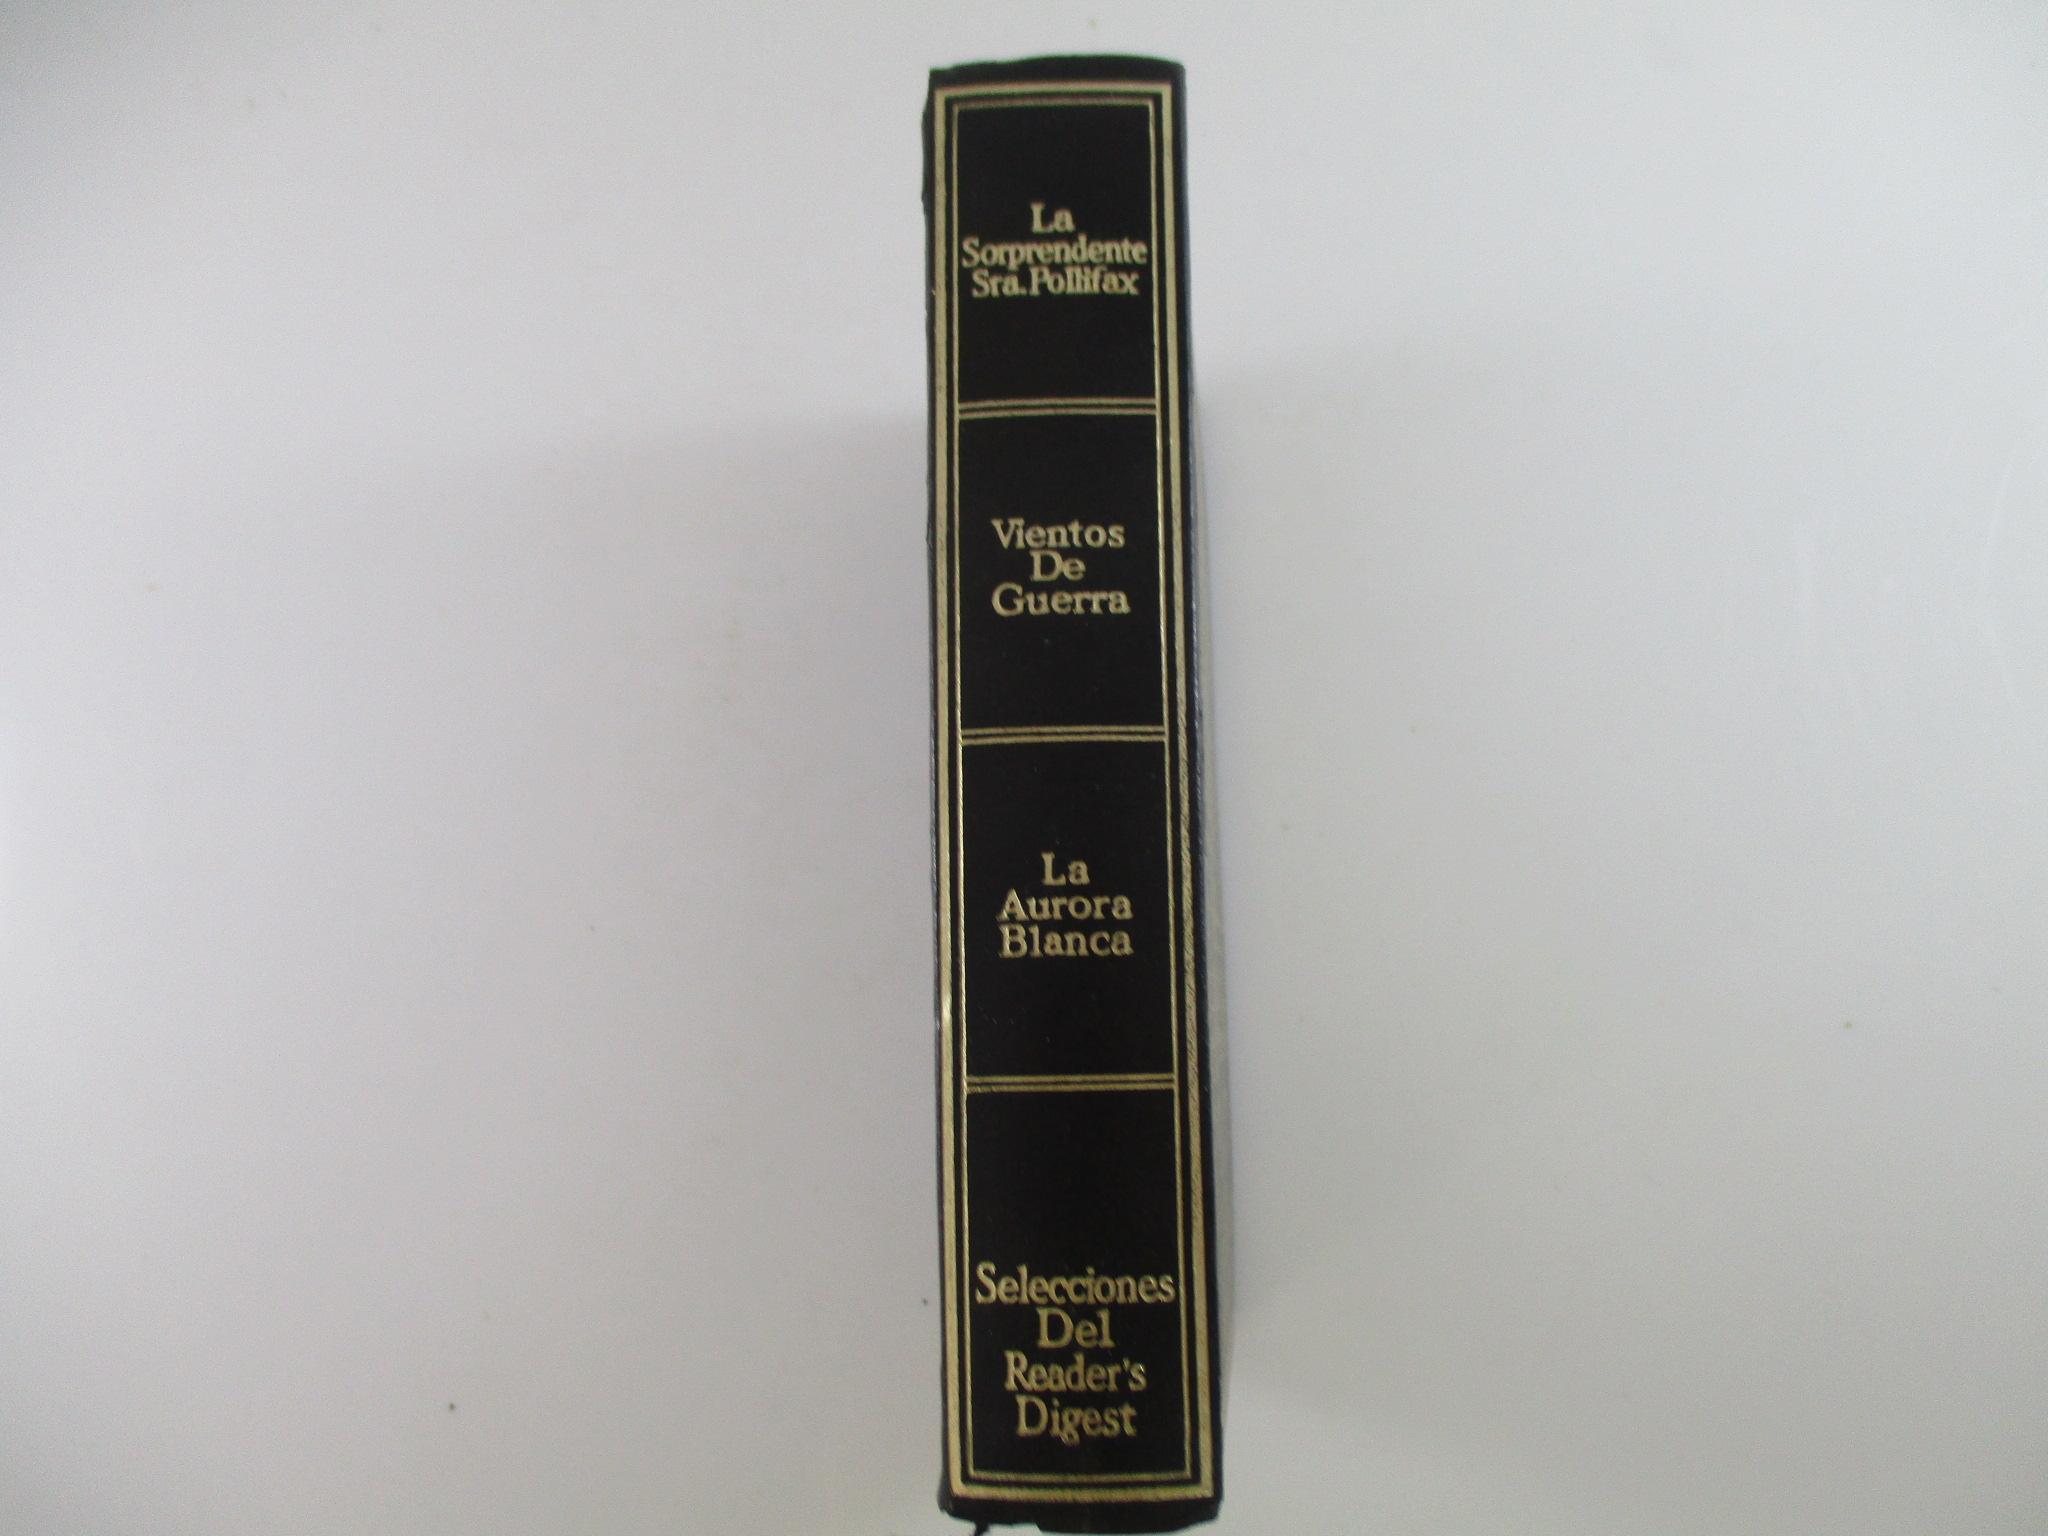 La
Sorprendente
Sra. Pollifax
Vientos
De
Guerra
La
Aurora
Blanca
Selecciones
Del
Reader's
Digest